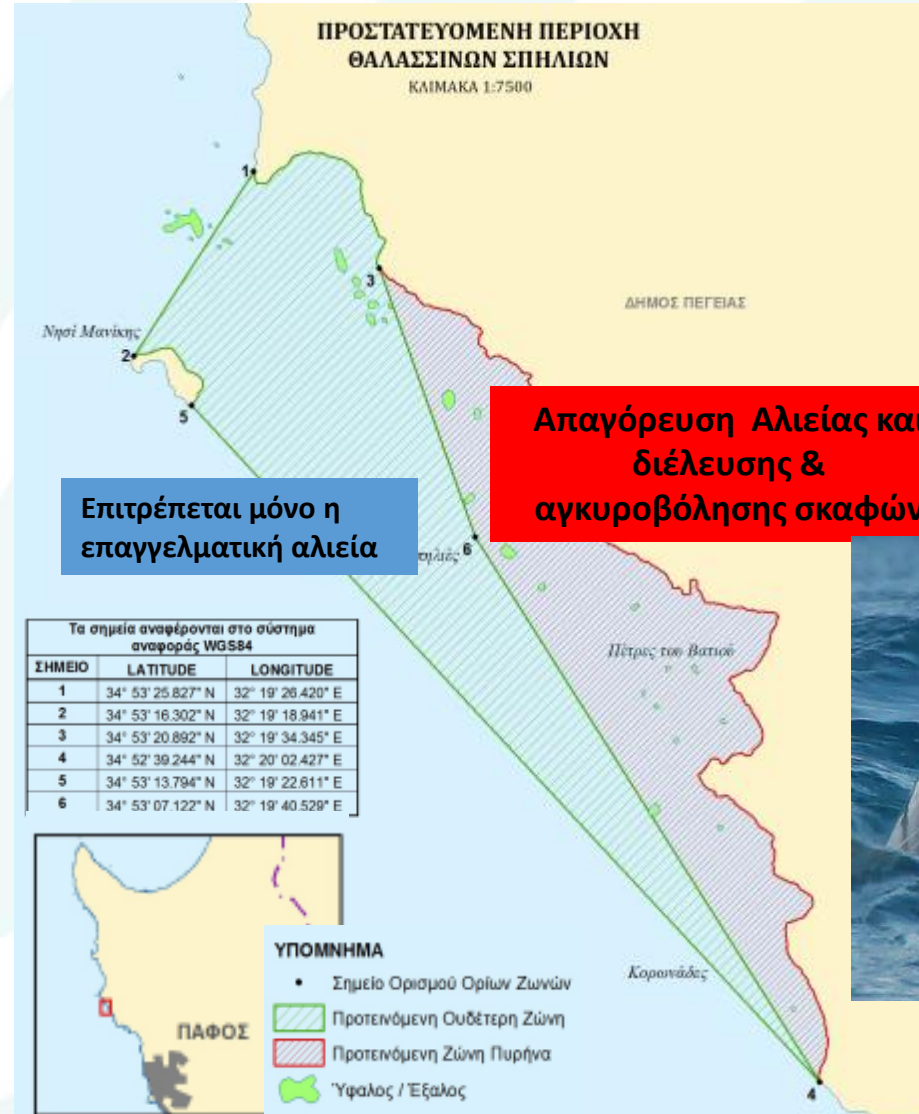 ΠΡΟΣΤΑΤΕΥΟΜΕΝΗ ΠΕΡΙΟΧΗ
ΘΑΛΑΣΣΙΝΩΝ ΣΠΗΛΙΩΝ
ΚΛΙΜΑΚΑ 1:7500
1
3
ΔΗΜΟΣ ΠΕΓΕΙΑΣ
Νησί Μανίκης
2
5
Απαγόρευση Αλιείας και
διέλευσης &
αγκυροβόλησης σκαφών
Επιτρέπεται μόνο η
επαγγελματική αλιεία
6
Πέτρες του Βατιού
Τα σημεία αναφέρονται στο σύστημα
αναφοράς WGS84
ΣΗΜΕΙΟ LATITUDE LONGITUDE
1 34° 53' 25.827" N 32° 19' 26.420" E
2 34° 53' 16.302" N 32° 19' 18.941" E
3 34° 53' 20.892" N 32° 19' 34.345" E
4 34° 52' 39.244" N 32° 20' 02.427" E
5 34° 53' 13.794" N 32° 19' 22.611" E
6 34° 53' 07.122" N 32° 19' 40.529" E
ΥΠΟΜΝΗΜΑ
Σημείο Ορισμού Ορίων Ζωνών
Προτεινόμενη Ουδέτερη Ζώνη
Προτεινόμενη Ζώνη Πυρήνα
Ύφαλος / Έξαλος
ΠΑΦΟΣ
Κορωνάδες
4